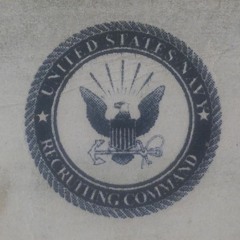 UNITED STATES NAVY
RECRUITING COMMAND